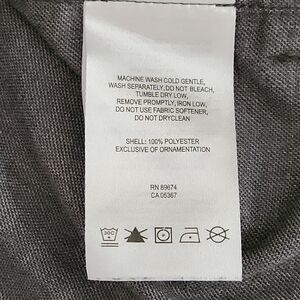 MACHINE WASH COLD GENTLE,
WASH SEPARATELY, DO NOT BLEACH,
TUMBLE DRY LOW,
REMOVE PROMPTLY, IRON LOW,
DO NOT USE FABRIC SOFTENER,
DO NOT DRYCLEAN
SHELL: 100% POLYESTER
EXCLUSIVE OF ORNAMENTATION
RN 89674
CA 05367
30C